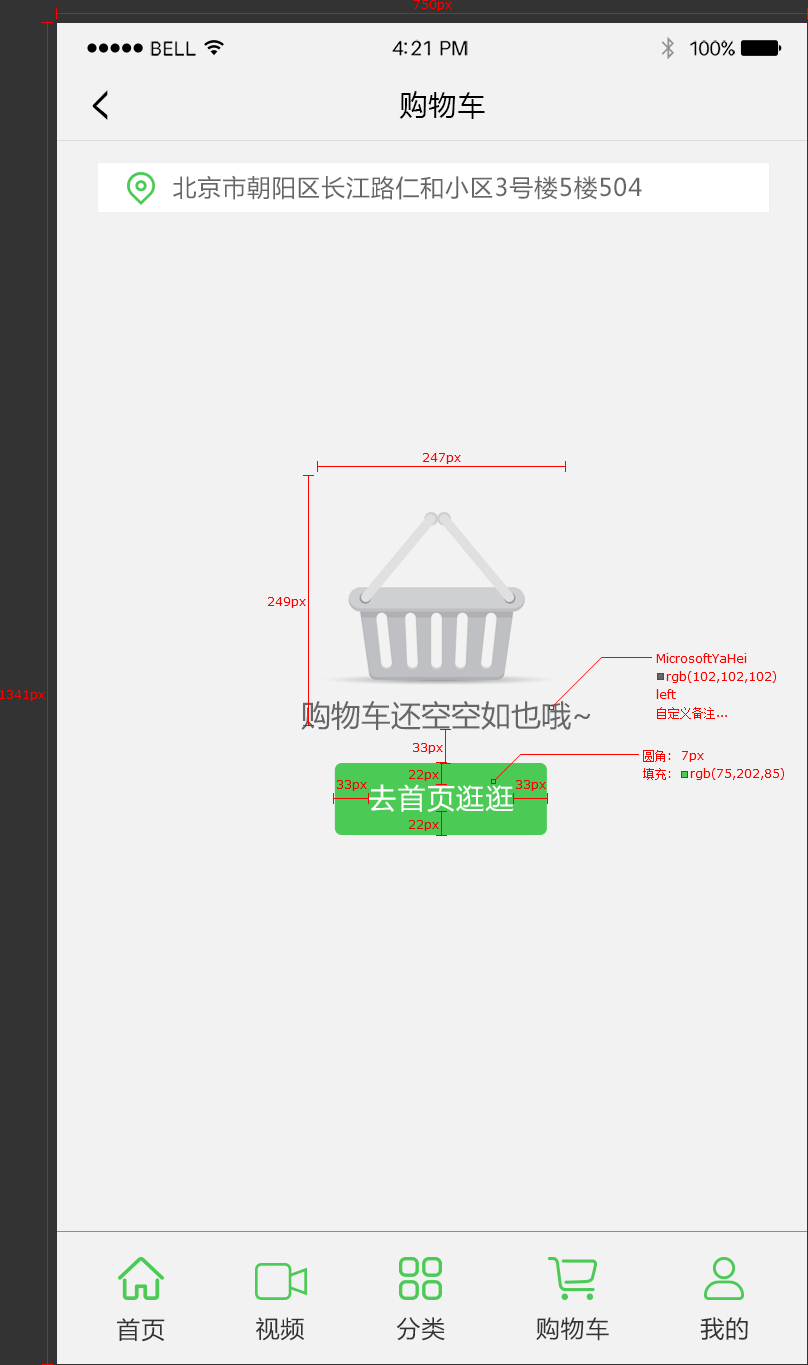 750px
BELL 4:21 PM 100%
购物车
北京市朝阳区长江路仁和小区3号楼5楼504
247px
249px
MicrosoftYaHei
rgb(102,102,102)
left
自定义备注...
1341px
购物车还空空如也哦~
33px
圆角： 7px
填充： rgb(75,202,85)
22px
33px 33px
去首页逛逛
22px
首页 视频 分类 购物车 我的